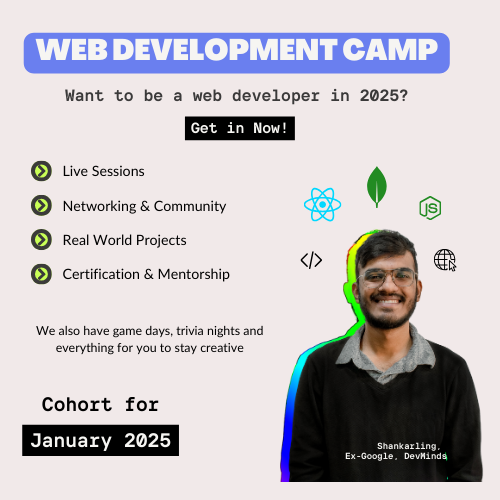 WEB DEVELOPMENT CAMP
Want to be a web developer in 2025?
Get in Now!
Live Sessions
Networking & Community
Real World Projects
Certification & Mentorship
JS
</>
We also have game days, trivia nights and
everything for you to stay creative
Cohort for
January 2025
Shankarling,
Ex-Google, DevMinds